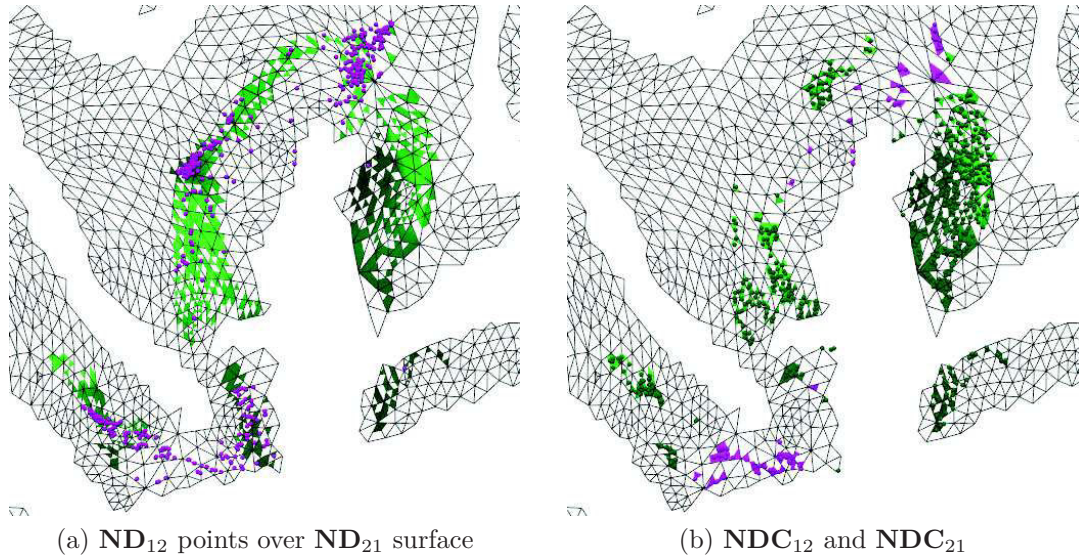 (a) ND₁₂ points over ND₂₁ surface
(b) NDC₁₂ and NDC₂₁